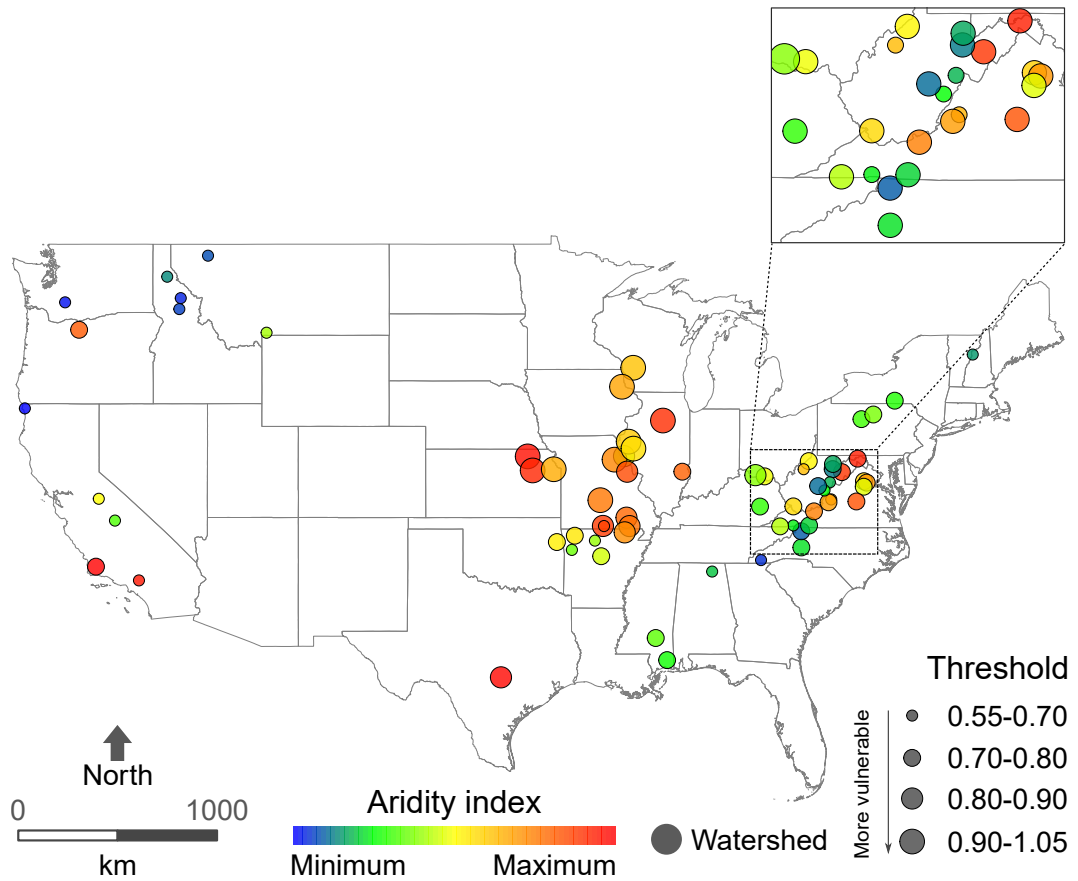 Threshold
0.55-0.70
0.70-0.80
0.80-0.90
0.90-1.05
More vulnerable
North
0 1000
km
Aridity index
Minimum Maximum
Watershed